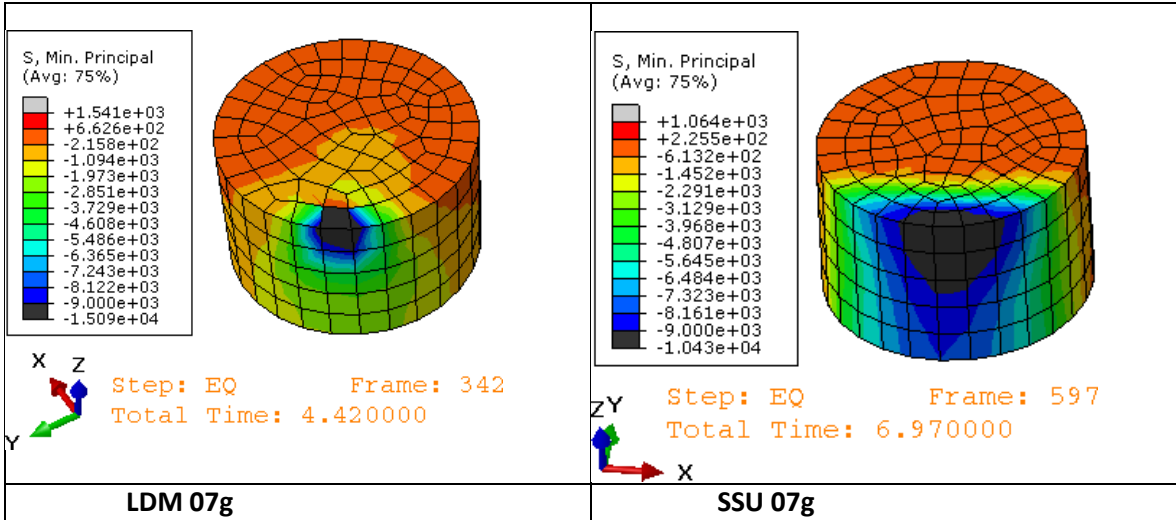 S, Min. Principal
(Avg: 75%)
+1.541e+03
+6.626e+02
-2.158e+02
-1.094e+03
-1.973e+03
-2.851e+03
-3.729e+03
-4.608e+03
-5.486e+03
-6.365e+03
-7.243e+03
-8.122e+03
-9.000e+03
-1.509e+04
X Z
Y
Step: EQ Frame: 342
Total Time: 4.420000
LDM 07g
S, Min. Principal
(Avg: 75%)
+1.064e+03
+2.255e+02
-6.132e+02
-1.452e+03
-2.291e+03
-3.129e+03
-3.968e+03
-4.807e+03
-5.645e+03
-6.484e+03
-7.323e+03
-8.161e+03
-9.000e+03
-1.043e+04
Z Y
X
Step: EQ Frame: 597
Total Time: 6.970000
SSU 07g